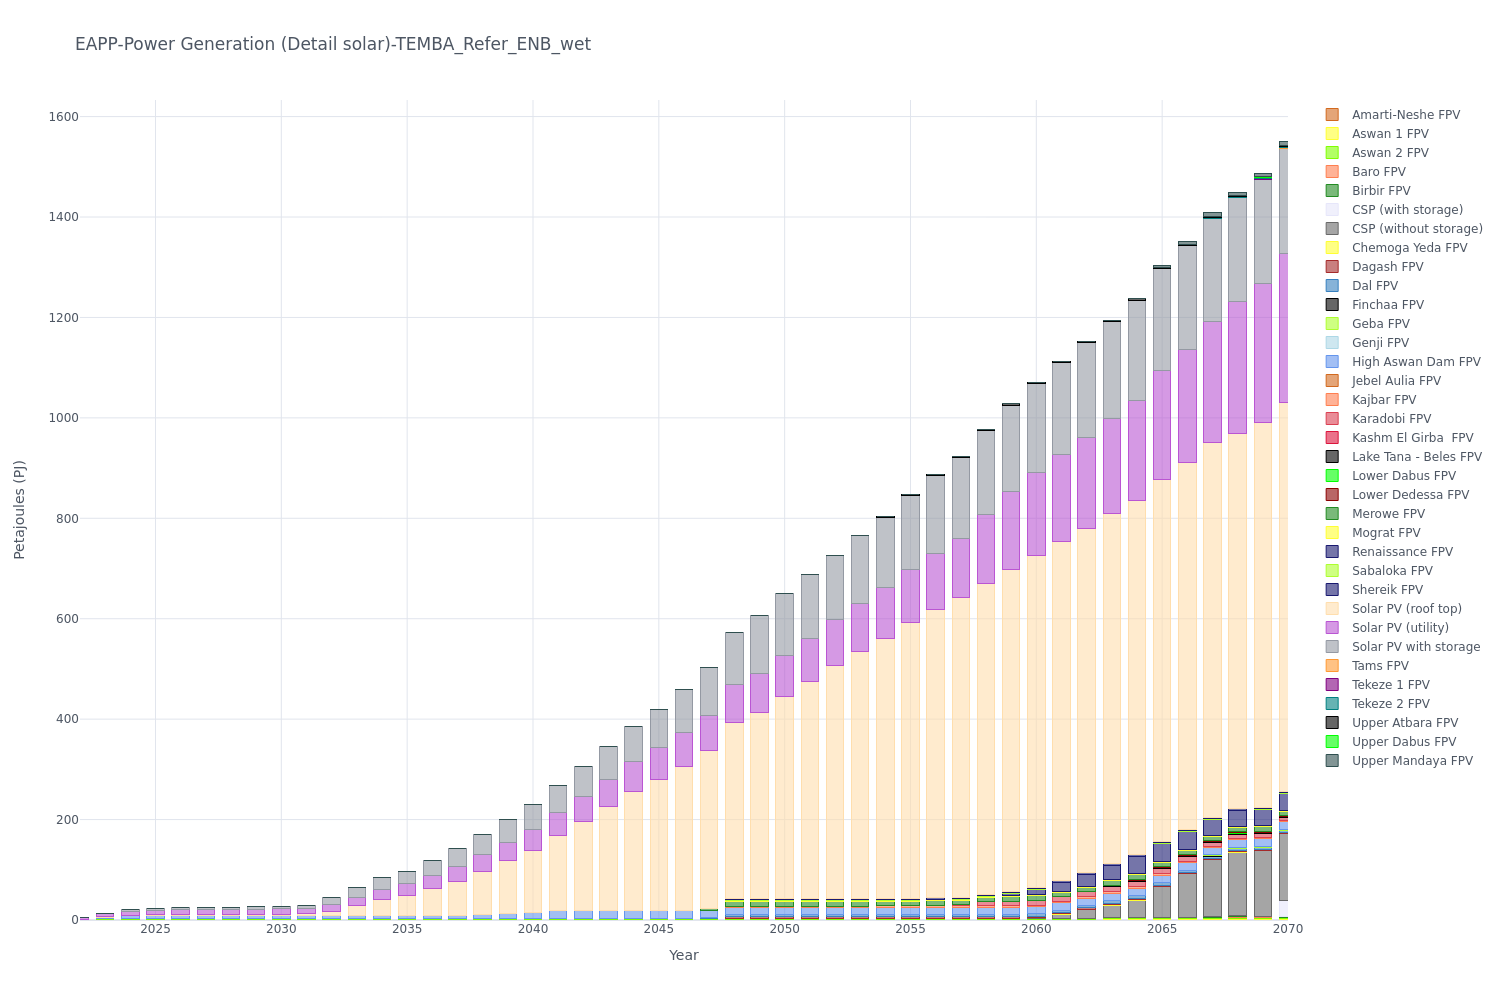 EAPP-Power Generation (Detail solar)-TEMBA_Refer_ENB_wet
Petajoules (PJ)
1600
1400
1200
1000
800
600
400
200
0
2025
2030
2035
2040
2045
2050
2055
2060
2065
2070
Year
Amarti-Neshe FPV
Aswan 1 FPV
Aswan 2 FPV
Baro FPV
Birbir FPV
CSP (with storage)
CSP (without storage)
Chemoga Yeda FPV
Dagash FPV
Dal FPV
Finchaa FPV
Geba FPV
Genji FPV
High Aswan Dam FPV
Jebel Aulia FPV
Kajbar FPV
Karadobi FPV
Kashm El Girba  FPV
Lake Tana - Beles FPV
Lower Dabus FPV
Lower Dedessa FPV
Merowe FPV
Mograt FPV
Renaissance FPV
Sabaloka FPV
Shereik FPV
Solar PV (roof top)
Solar PV (utility)
Solar PV with storage
Tams FPV
Tekeze 1 FPV
Tekeze 2 FPV
Upper Atbara FPV
Upper Dabus FPV
Upper Mandaya FPV